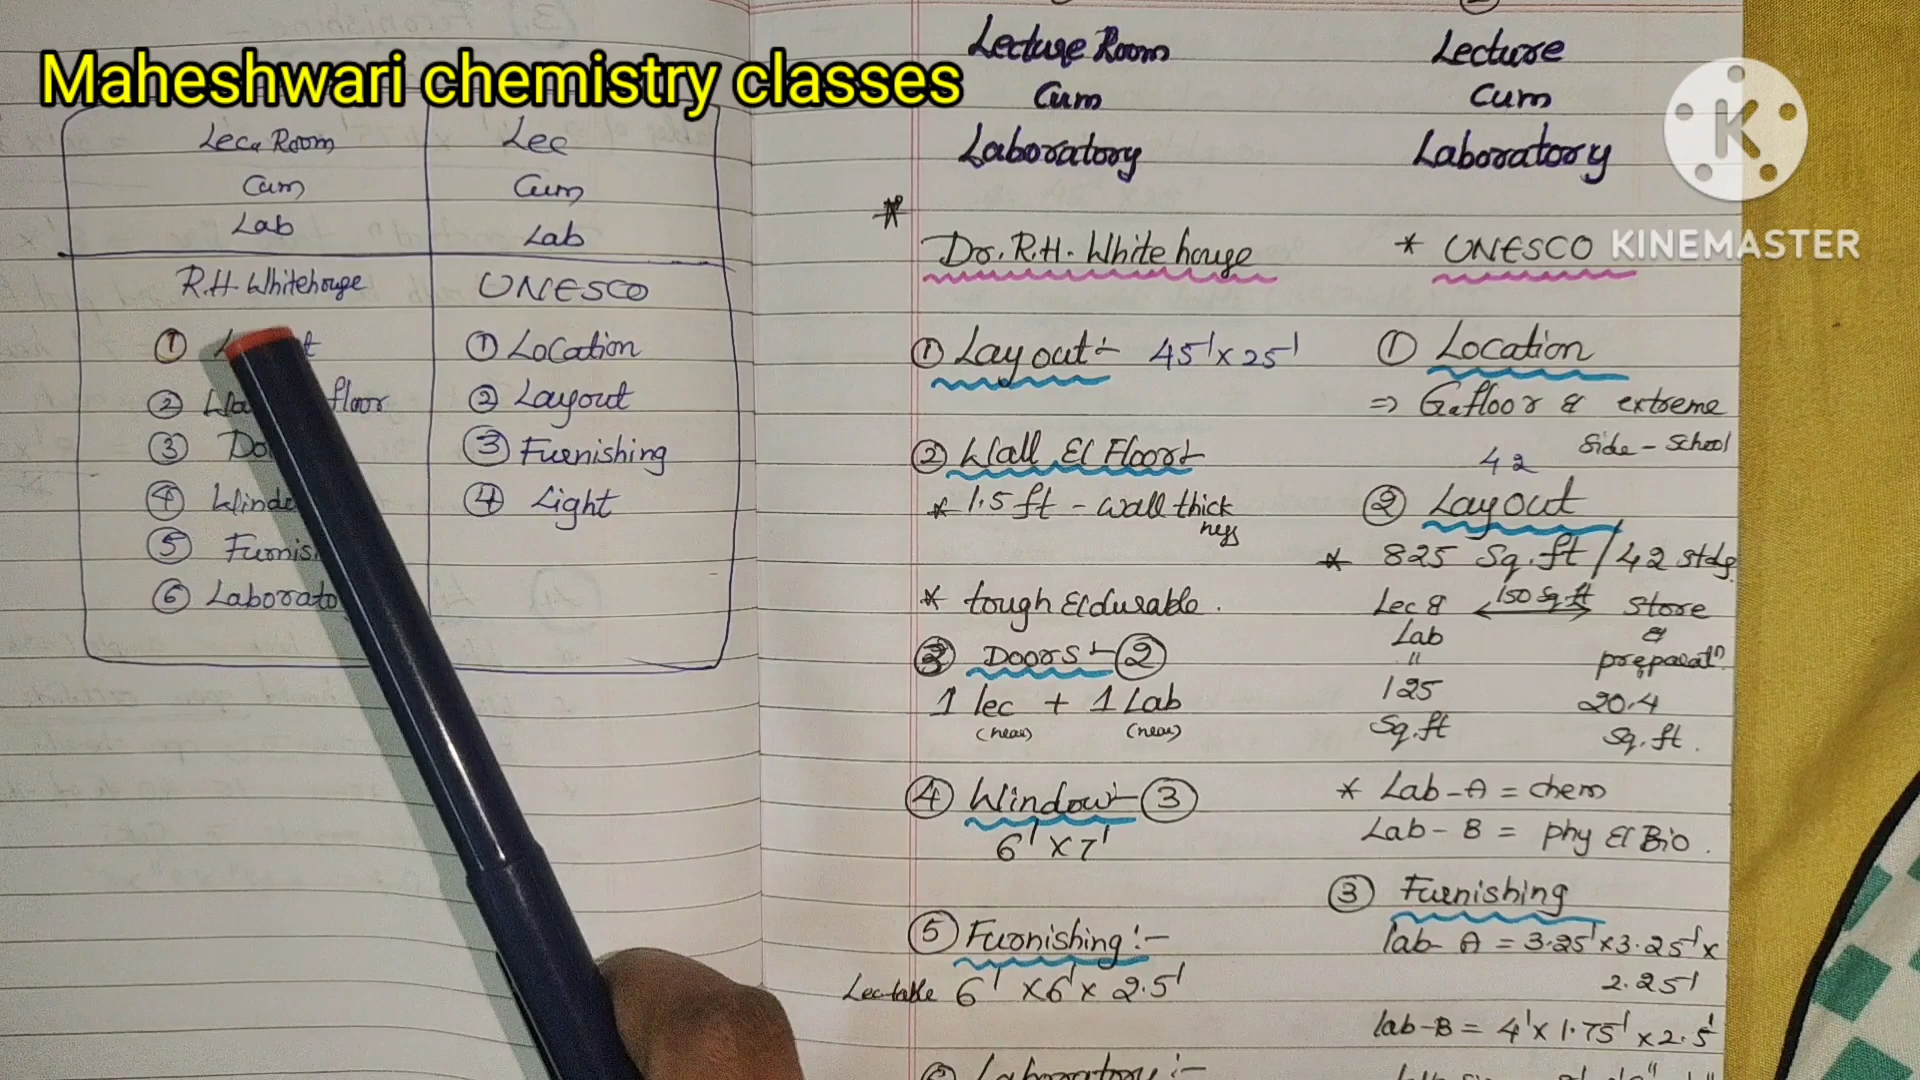 Maheshwari chemistry classes
KINEMASTER
Lec. Room
Cum
Lab
Lec
Cum
Lab
R.H. Whitehouse
UNESCO
①
② floor
③
④
⑤
⑥
① Location
② Layout
③ Furnishing
④ Light
Lecture Room
Cum
Laboratory
* Dr. R.H. White house
① Layout :- 45' x 25'
② Wall & Floor :-
* 1.5 ft - wall thick
ness
* tough & durable.
③ Doors :- ②
1 lec + 1 Lab
(near) (near)
④ Window :- ③
6' x 7'
⑤ Furnishing :-
Lec-table 6' x 6' x 2.5'
Laboratory :-
Lecture
Cum
Laboratory
* UNESCO
① Location
⇒ G. floor & extreme
Side - School
42
② Layout
* 825 Sq.ft / 42 stds.
Lec & ⟷ 150 Sq.ft Store
Lab &
" preparatn.
125 20.4
Sq.ft Sq.ft.
* Lab - A = chem
Lab - B = phy & Bio.
③ Furnishing
lab- A = 3.25' x 3.25' x
2.25'
lab-B = 4' x 1.75' x 2.5'